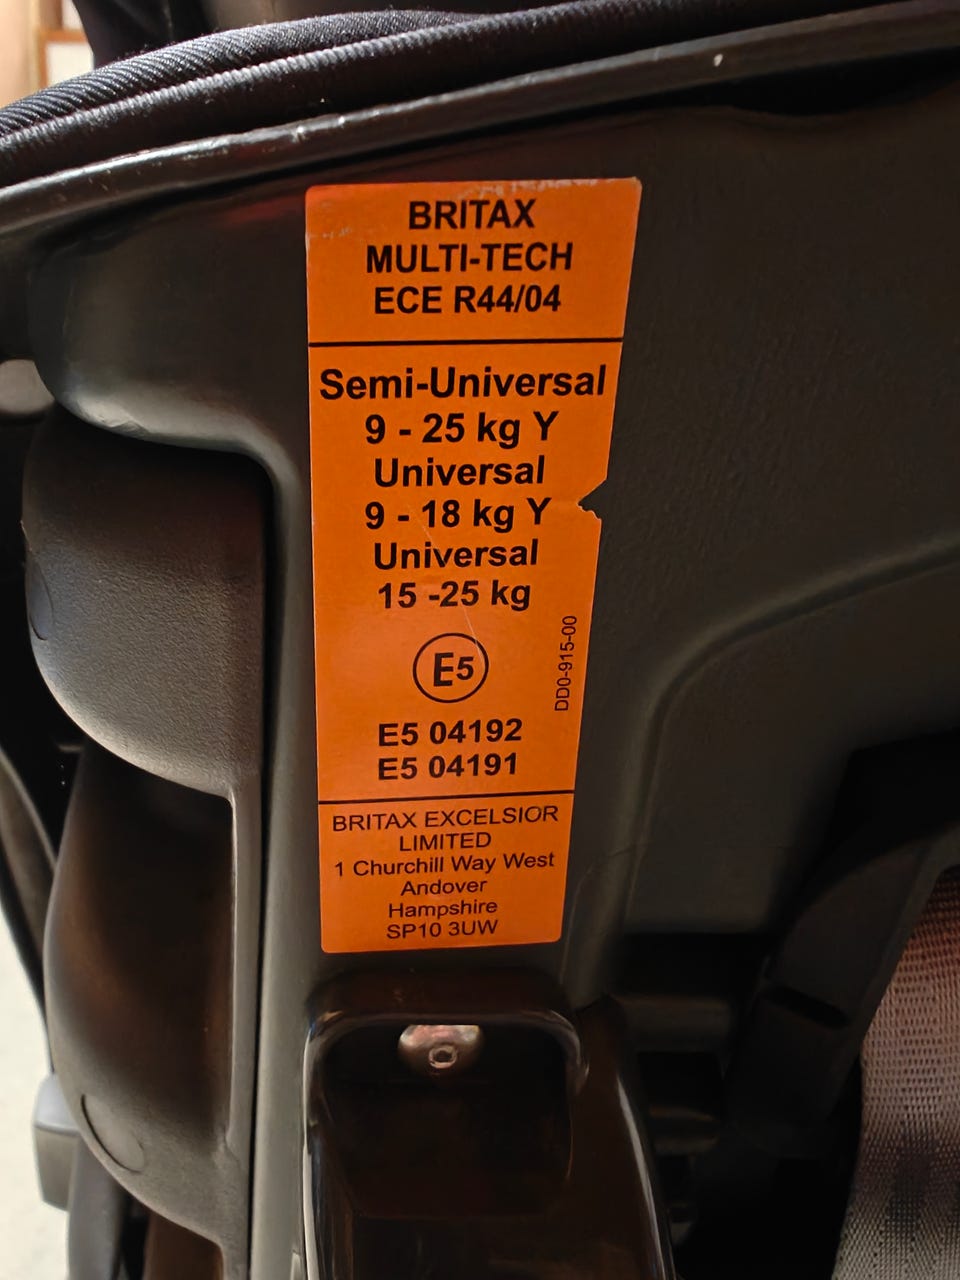 BRITAX
MULTI-TECH
ECE R44/04
Semi-Universal
9 - 25 kg Y
Universal
9 - 18 kg Y
Universal
15 -25 kg
E5
DD0-915-00
E5 04192
E5 04191
BRITAX EXCELSIOR
LIMITED
1 Churchill Way West
Andover
Hampshire
SP10 3UW